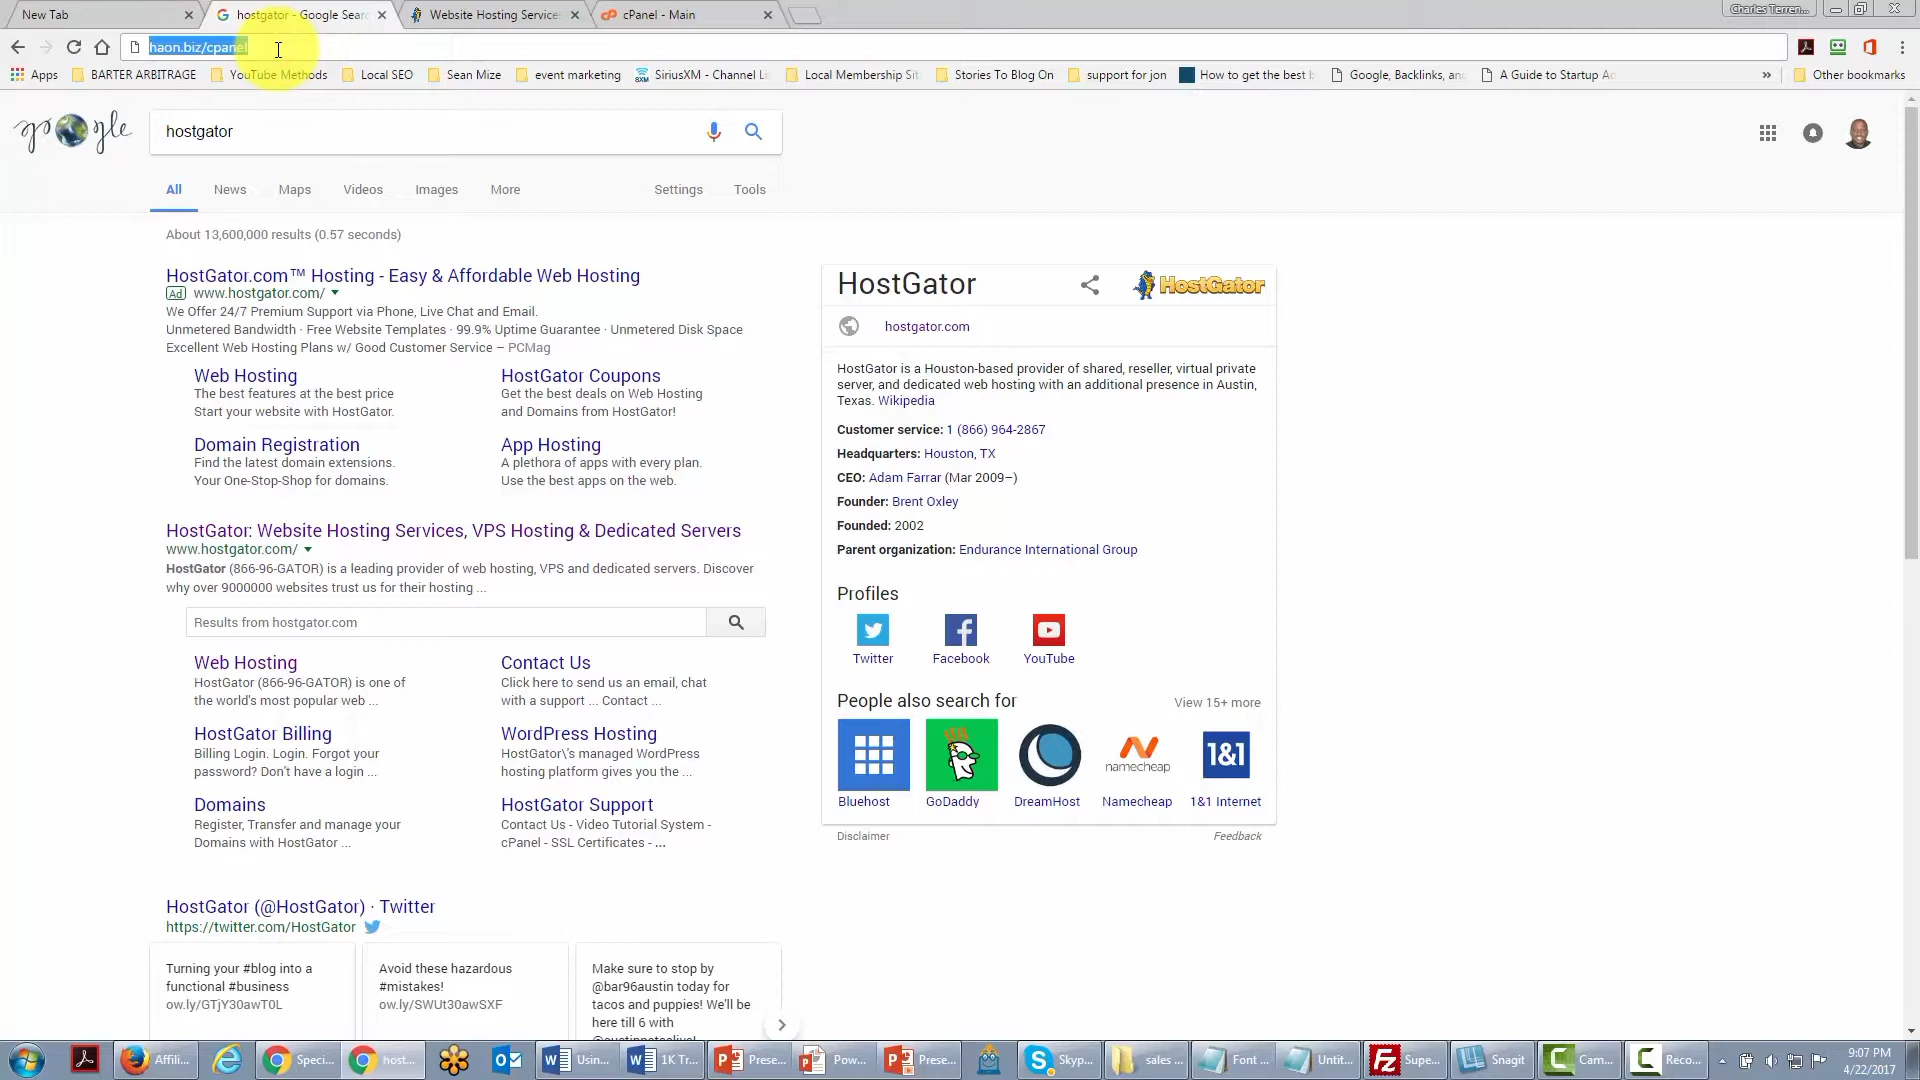 New Tab
hostgator - Google Sear
Website Hosting Service
cPanel - Main
Charles Terren...
haon.biz/cpanel
Apps
BARTER ARBITRAGE
YouTube Methods
Local SEO
Sean Mize
event marketing
SiriusXM - Channel Li
Local Membership Sit
Stories To Blog On
support for jon
How to get the best b
Google, Backlinks, and
A Guide to Startup Ac
»
Other bookmarks
hostgator
All
News
Maps
Videos
Images
More
Settings
Tools
About 13,600,000 results (0.57 seconds)
HostGator.com™ Hosting - Easy & Affordable Web Hosting
Ad www.hostgator.com/
We Offer 24/7 Premium Support via Phone, Live Chat and Email.
Unmetered Bandwidth · Free Website Templates · 99.9% Uptime Guarantee · Unmetered Disk Space
Excellent Web Hosting Plans w/ Good Customer Service – PCMag
Web Hosting
The best features at the best price
Start your website with HostGator.
HostGator Coupons
Get the best deals on Web Hosting
and Domains from HostGator!
Domain Registration
Find the latest domain extensions.
Your One-Stop-Shop for domains.
App Hosting
A plethora of apps with every plan.
Use the best apps on the web.
HostGator: Website Hosting Services, VPS Hosting & Dedicated Servers
www.hostgator.com/
HostGator (866-96-GATOR) is a leading provider of web hosting, VPS and dedicated servers. Discover
why over 9000000 websites trust us for their hosting ...
Results from hostgator.com
Web Hosting
HostGator (866-96-GATOR) is one of
the world's most popular web ...
Contact Us
Click here to send us an email, chat
with a support ... Contact ...
HostGator Billing
Billing Login. Login. Forgot your
password? Don't have a login ...
WordPress Hosting
HostGator\'s managed WordPress
hosting platform gives you the ...
Domains
Register, Transfer and manage your
Domains with HostGator ...
HostGator Support
Contact Us - Video Tutorial System -
cPanel - SSL Certificates - ...
HostGator (@HostGator) · Twitter
https://twitter.com/HostGator
Turning your #blog into a
functional #business
ow.ly/GTjY30awT0L
Avoid these hazardous
#mistakes!
ow.ly/SWUt30awSXF
Make sure to stop by
@bar96austin today for
tacos and puppies! We'll be
here till 6 with
HostGator
HostGator
hostgator.com
HostGator is a Houston-based provider of shared, reseller, virtual private
server, and dedicated web hosting with an additional presence in Austin,
Texas. Wikipedia
Customer service: 1 (866) 964-2867
Headquarters: Houston, TX
CEO: Adam Farrar (Mar 2009–)
Founder: Brent Oxley
Founded: 2002
Parent organization: Endurance International Group
Profiles
Twitter
Facebook
YouTube
People also search for
View 15+ more
namecheap
1&1
Bluehost
GoDaddy
DreamHost
Namecheap
1&1 Internet
Disclaimer
Feedback
Affili...
Speci...
host...
Usin...
1K Tr...
Prese...
Pow...
Prese...
Skyp...
sales ...
Font ...
Untit...
Supe...
Snagit
Cam...
Reco...
9:07 PM
4/22/2017